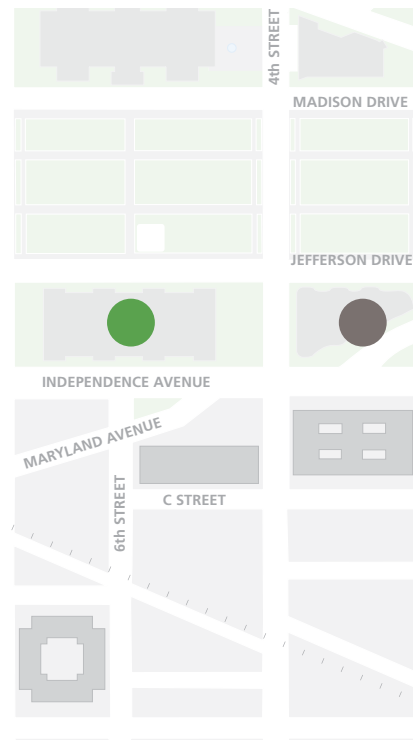 4th STREET
MADISON DRIVE
JEFFERSON DRIVE
INDEPENDENCE AVENUE
MARYLAND AVENUE
6th STREET
C STREET